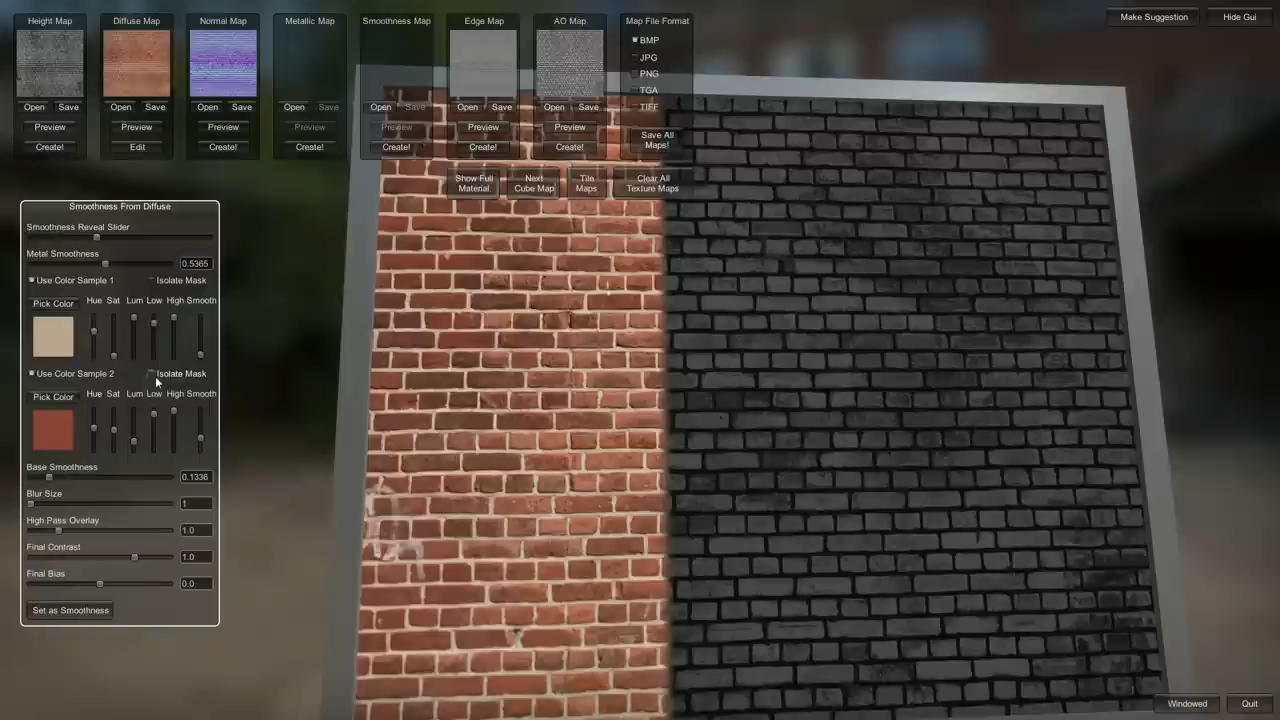 Height Map
Diffuse Map
Normal Map
Metallic Map
Smoothness Map
Edge Map
AO Map
Map File Format
Make Suggestion
Hide Gui
BMP
JPG
PNG
TGA
TIFF
Open Save
Open Save
Open Save
Open Save
Open Save
Open Save
Open Save
Preview
Preview
Preview
Preview
Preview
Preview
Preview
Save All
Maps!
Create!
Edit
Create!
Create!
Create!
Create!
Create!
Show Full
Material
Next
Cube Map
Tile
Maps
Clear All
Texture Maps
Smoothness From Diffuse
Smoothness Reveal Slider
Metal Smoothness
0.5365
Use Color Sample 1
Isolate Mask
Pick Color
Hue Sat Lum Low High Smooth
Use Color Sample 2
Isolate Mask
Pick Color
Hue Sat Lum Low High Smooth
Base Smoothness
0.1336
Blur Size
1
High Pass Overlay
1.0
Final Contrast
1.0
Final Bias
0.0
Set as Smoothness
Windowed
Quit